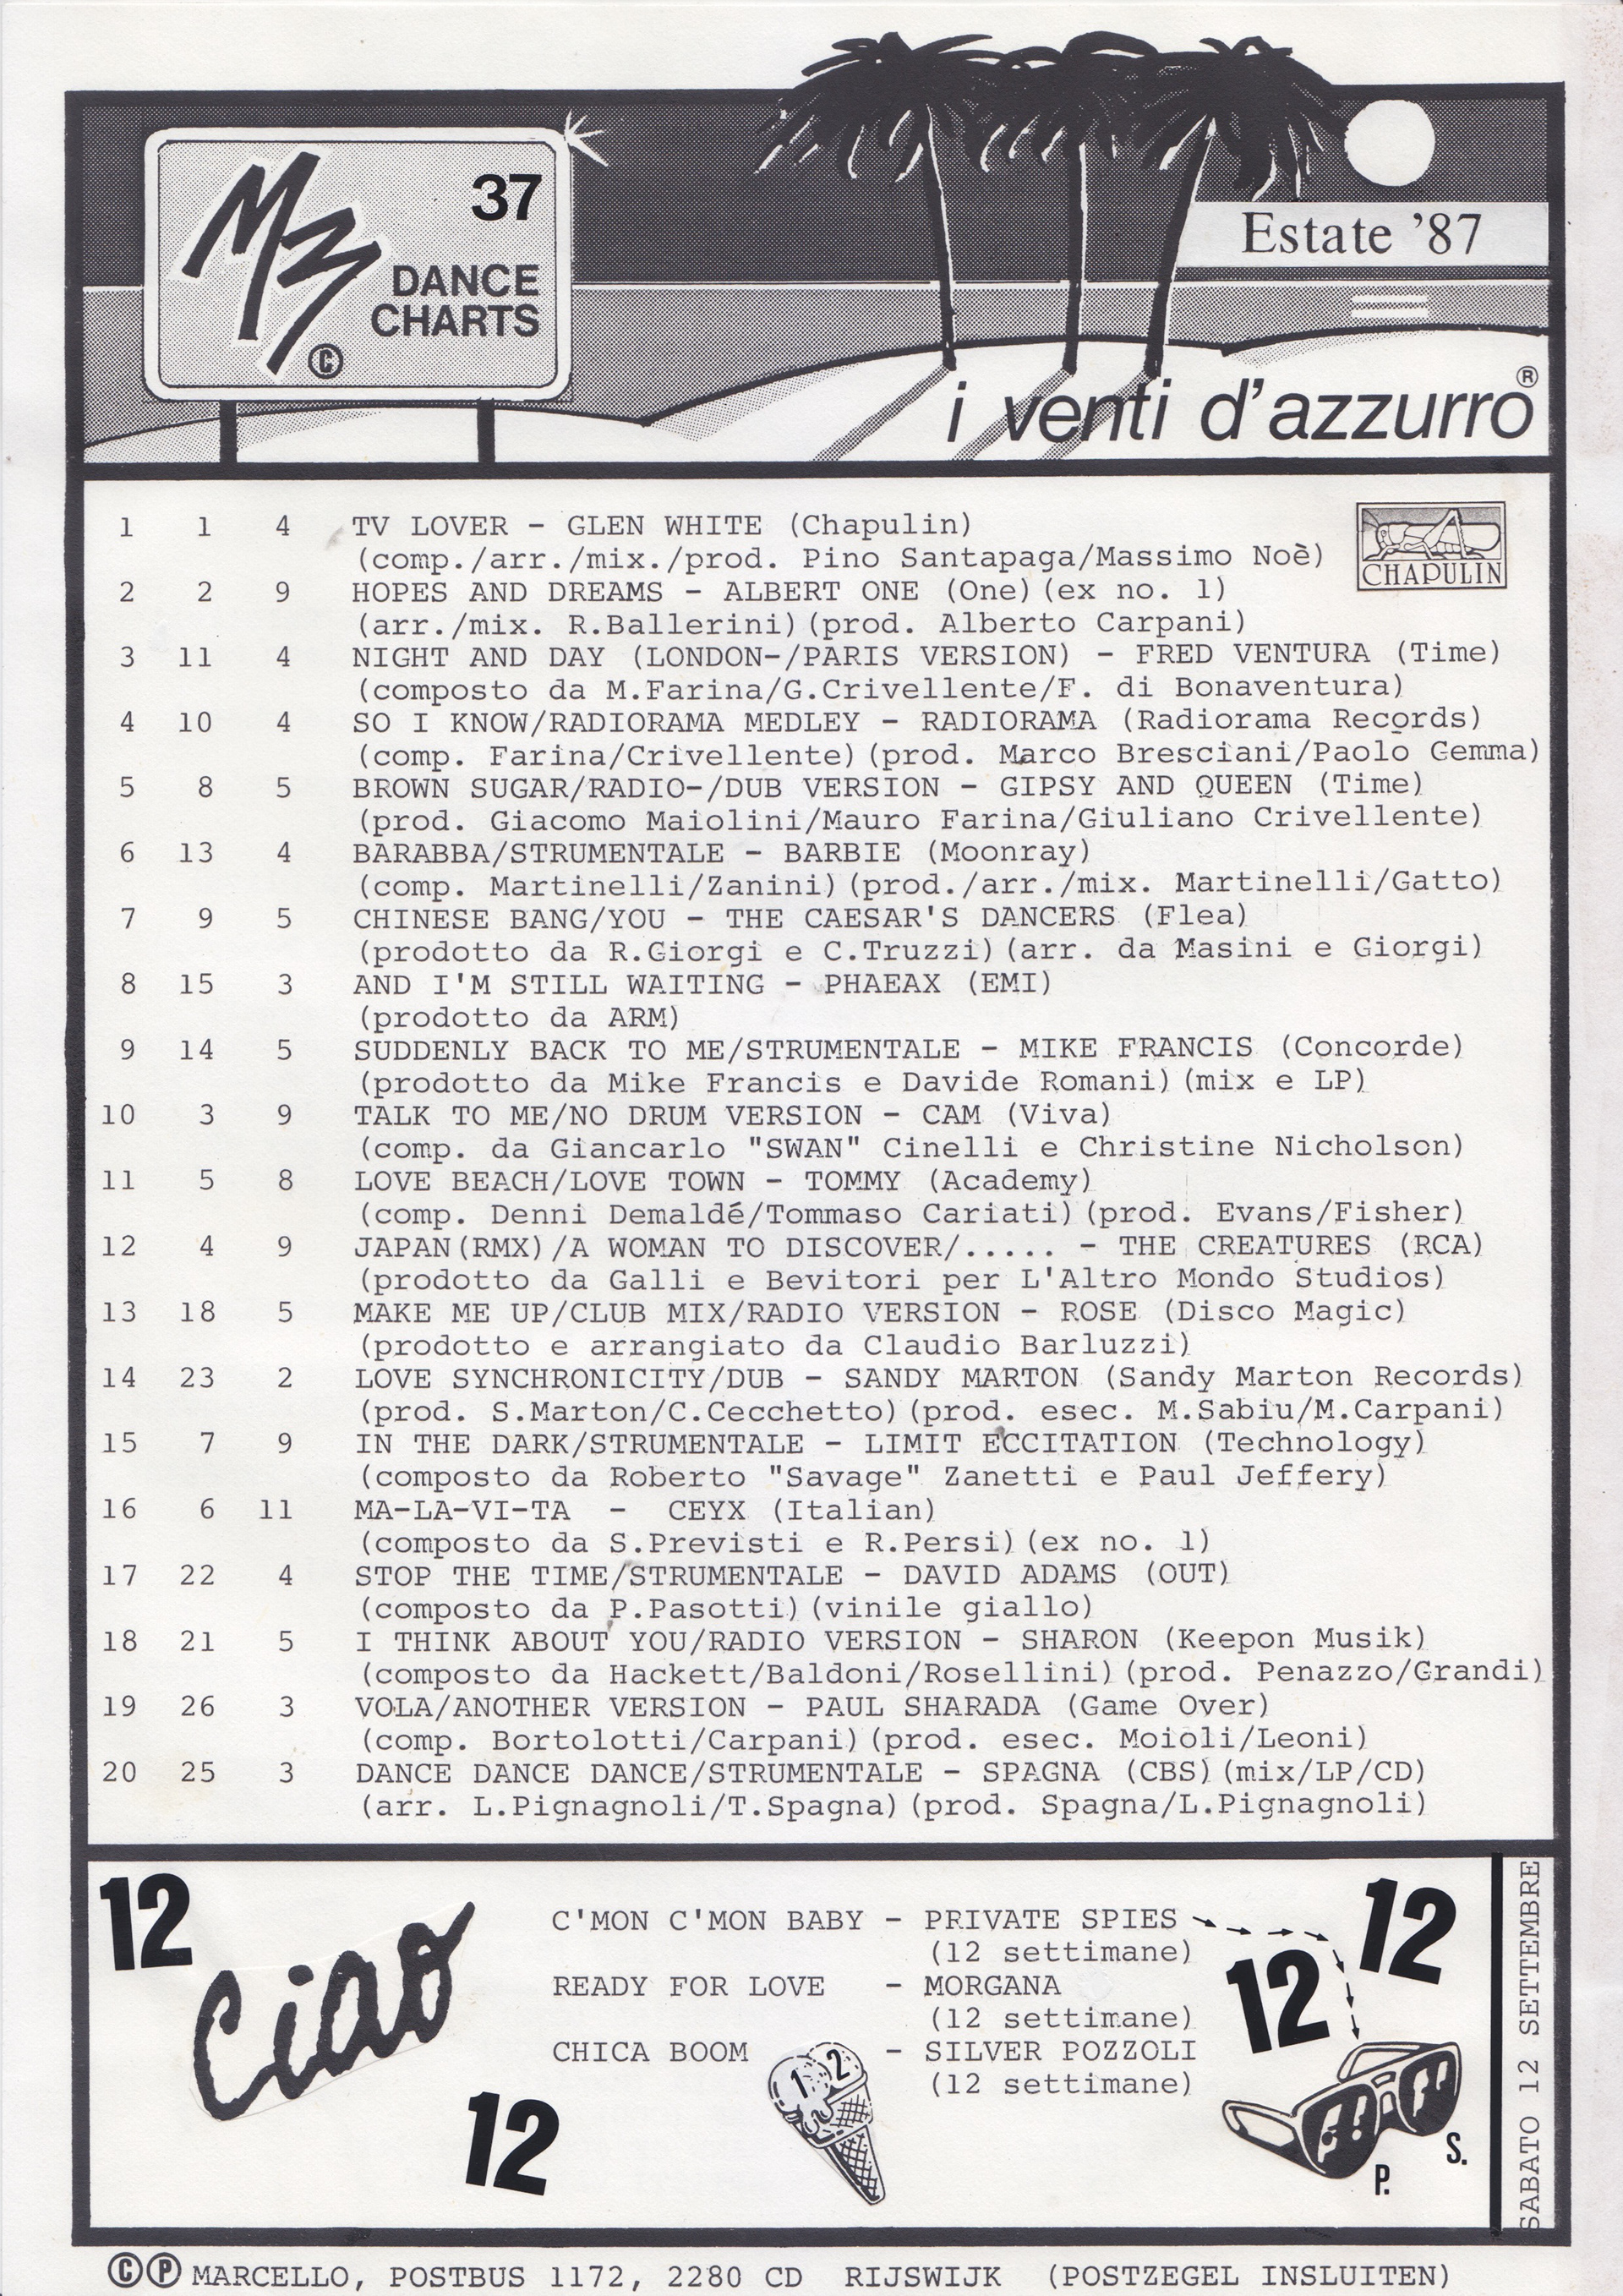 37
MZ
DANCE
CHARTS
©
Estate '87
i venti d'azzurro®
CHAPULIN
1 1 4 TV LOVER - GLEN WHITE (Chapulin)
(comp./arr./mix./prod. Pino Santapaga/Massimo Noè)
2 2 9 HOPES AND DREAMS - ALBERT ONE (One)(ex no. 1)
(arr./mix. R.Ballerini)(prod. Alberto Carpani)
3 11 4 NIGHT AND DAY (LONDON-/PARIS VERSION) - FRED VENTURA (Time)
(composto da M.Farina/G.Crivellente/F. di Bonaventura)
4 10 4 SO I KNOW/RADIORAMA MEDLEY - RADIORAMA (Radiorama Records)
(comp. Farina/Crivellente)(prod. Marco Bresciani/Paolo Gemma)
5 8 5 BROWN SUGAR/RADIO-/DUB VERSION - GIPSY AND QUEEN (Time)
(prod. Giacomo Maiolini/Mauro Farina/Giuliano Crivellente)
6 13 4 BARABBA/STRUMENTALE - BARBIE (Moonray)
(comp. Martinelli/Zanini)(prod./arr./mix. Martinelli/Gatto)
7 9 5 CHINESE BANG/YOU - THE CAESAR'S DANCERS (Flea)
(prodotto da R.Giorgi e C.Truzzi)(arr. da Masini e Giorgi)
8 15 3 AND I'M STILL WAITING - PHAEAX (EMI)
(prodotto da ARM)
9 14 5 SUDDENLY BACK TO ME/STRUMENTALE - MIKE FRANCIS (Concorde)
(prodotto da Mike Francis e Davide Romani)(mix e LP)
10 3 9 TALK TO ME/NO DRUM VERSION - CAM (Viva)
(comp. da Giancarlo "SWAN" Cinelli e Christine Nicholson)
11 5 8 LOVE BEACH/LOVE TOWN - TOMMY (Academy)
(comp. Denni Demaldé/Tommaso Cariati)(prod. Evans/Fisher)
12 4 9 JAPAN(RMX)/A WOMAN TO DISCOVER/..... - THE CREATURES (RCA)
(prodotto da Galli e Bevitori per L'Altro Mondo Studios)
13 18 5 MAKE ME UP/CLUB MIX/RADIO VERSION - ROSE (Disco Magic)
(prodotto e arrangiato da Claudio Barluzzi)
14 23 2 LOVE SYNCHRONICITY/DUB - SANDY MARTON (Sandy Marton Records)
(prod. S.Marton/C.Cecchetto)(prod. esec. M.Sabiu/M.Carpani)
15 7 9 IN THE DARK/STRUMENTALE - LIMIT ECCITATION (Technology)
(composto da Roberto "Savage" Zanetti e Paul Jeffery)
16 6 11 MA-LA-VI-TA - CEYX (Italian)
(composto da S.Previsti e R.Persi)(ex no. 1)
17 22 4 STOP THE TIME/STRUMENTALE - DAVID ADAMS (OUT)
(composto da P.Pasotti)(vinile giallo)
18 21 5 I THINK ABOUT YOU/RADIO VERSION - SHARON (Keepon Musik)
(composto da Hackett/Baldoni/Rosellini)(prod. Penazzo/Grandi)
19 26 3 VOLA/ANOTHER VERSION - PAUL SHARADA (Game Over)
(comp. Bortolotti/Carpani)(prod. esec. Moioli/Leoni)
20 25 3 DANCE DANCE DANCE/STRUMENTALE - SPAGNA (CBS)(mix/LP/CD)
(arr. L.Pignagnoli/T.Spagna)(prod. Spagna/L.Pignagnoli)
12
Ciao
12
C'MON C'MON BABY - PRIVATE SPIES
(12 settimane)
READY FOR LOVE - MORGANA
(12 settimane)
CHICA BOOM - SILVER POZZOLI
(12 settimane)
12
12
12
P.
S.
SABATO 12 SETTEMBRE
©Ⓟ MARCELLO, POSTBUS 1172, 2280 CD RIJSWIJK (POSTZEGEL INSLUITEN)